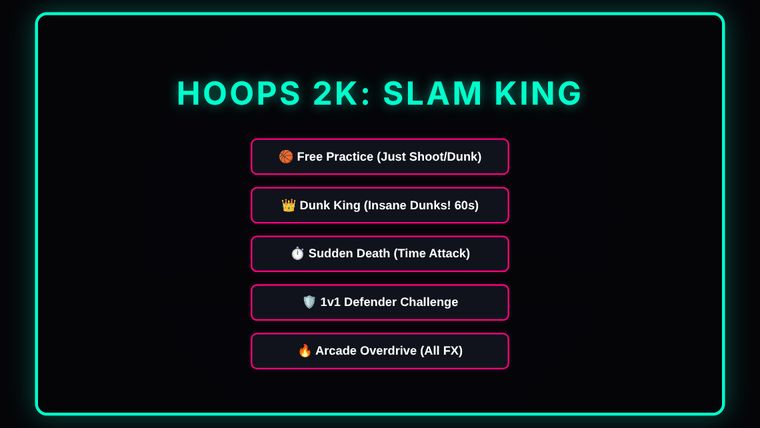 HOOPS 2K: SLAM KING
🏀 Free Practice (Just Shoot/Dunk)
👑 Dunk King (Insane Dunks! 60s)
⏱️ Sudden Death (Time Attack)
🛡️ 1v1 Defender Challenge
🔥 Arcade Overdrive (All FX)